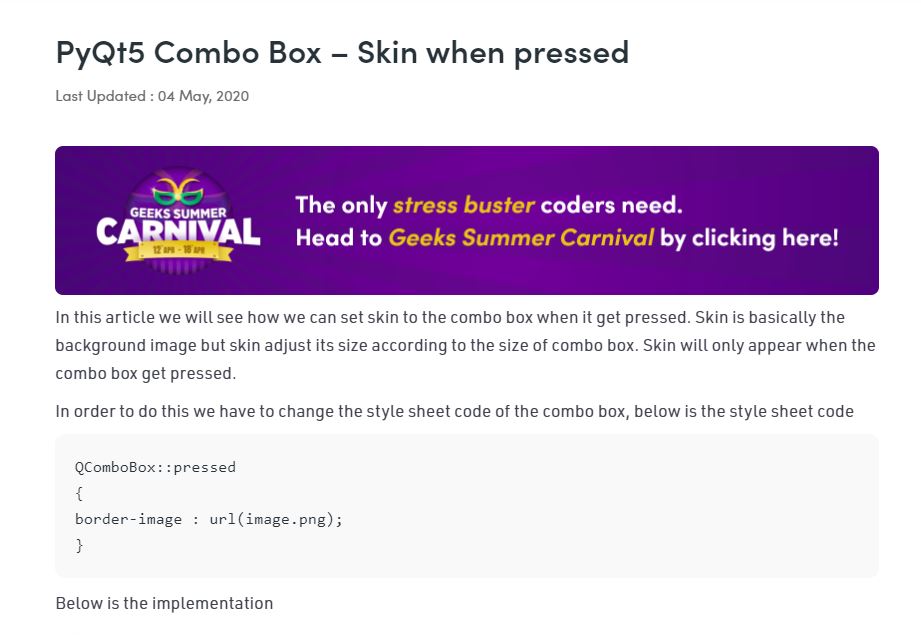 PyQt5 Combo Box – Skin when pressed
Last Updated : 04 May, 2020
GEEKS SUMMER
CARNIVAL
12 APR - 18 APR
The only stress buster coders need.
Head to Geeks Summer Carnival by clicking here!
In this article we will see how we can set skin to the combo box when it get pressed. Skin is basically the
background image but skin adjust its size according to the size of combo box. Skin will only appear when the
combo box get pressed.
In order to do this we have to change the style sheet code of the combo box, below is the style sheet code
QComboBox::pressed
{
border-image : url(image.png);
}
Below is the implementation